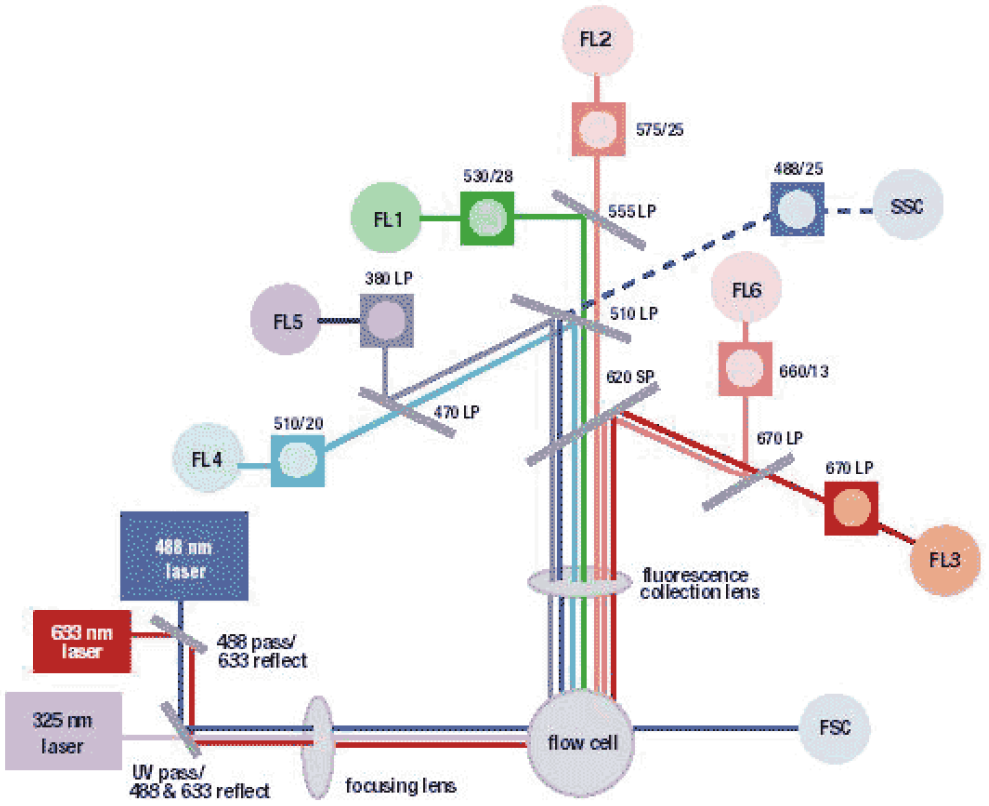 FL2
575/25
530/28
488/25
FL1
555 LP
SSC
380 LP
FL5
510 LP
FL6
620 SP
660/13
470 LP
510/20
FL4
670 LP
670 LP
488 nm
laser
FL3
fluorescence
collection lens
633 nm
laser
488 pass/
633 reflect
325 nm
laser
flow cell
FSC
UV pass/
488 & 633 reflect
focusing lens